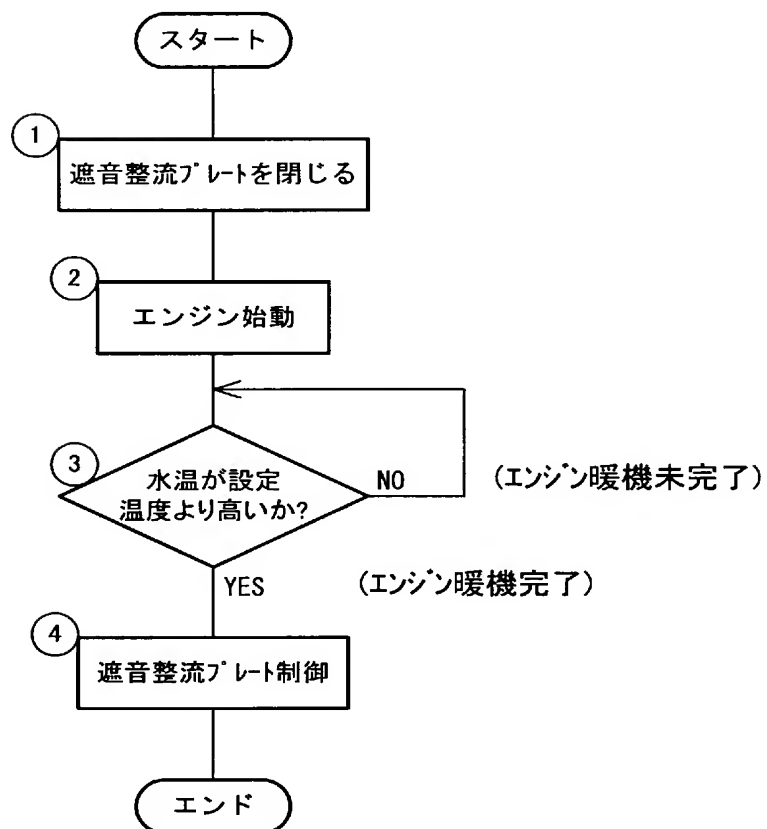 スタート
1
遮音整流プレートを閉じる
2
エンジン始動
3
水温が設定
温度より高いか?
NO
(エンジン暖機未完了)
YES
(エンジン暖機完了)
4
遮音整流プレート制御
エンド